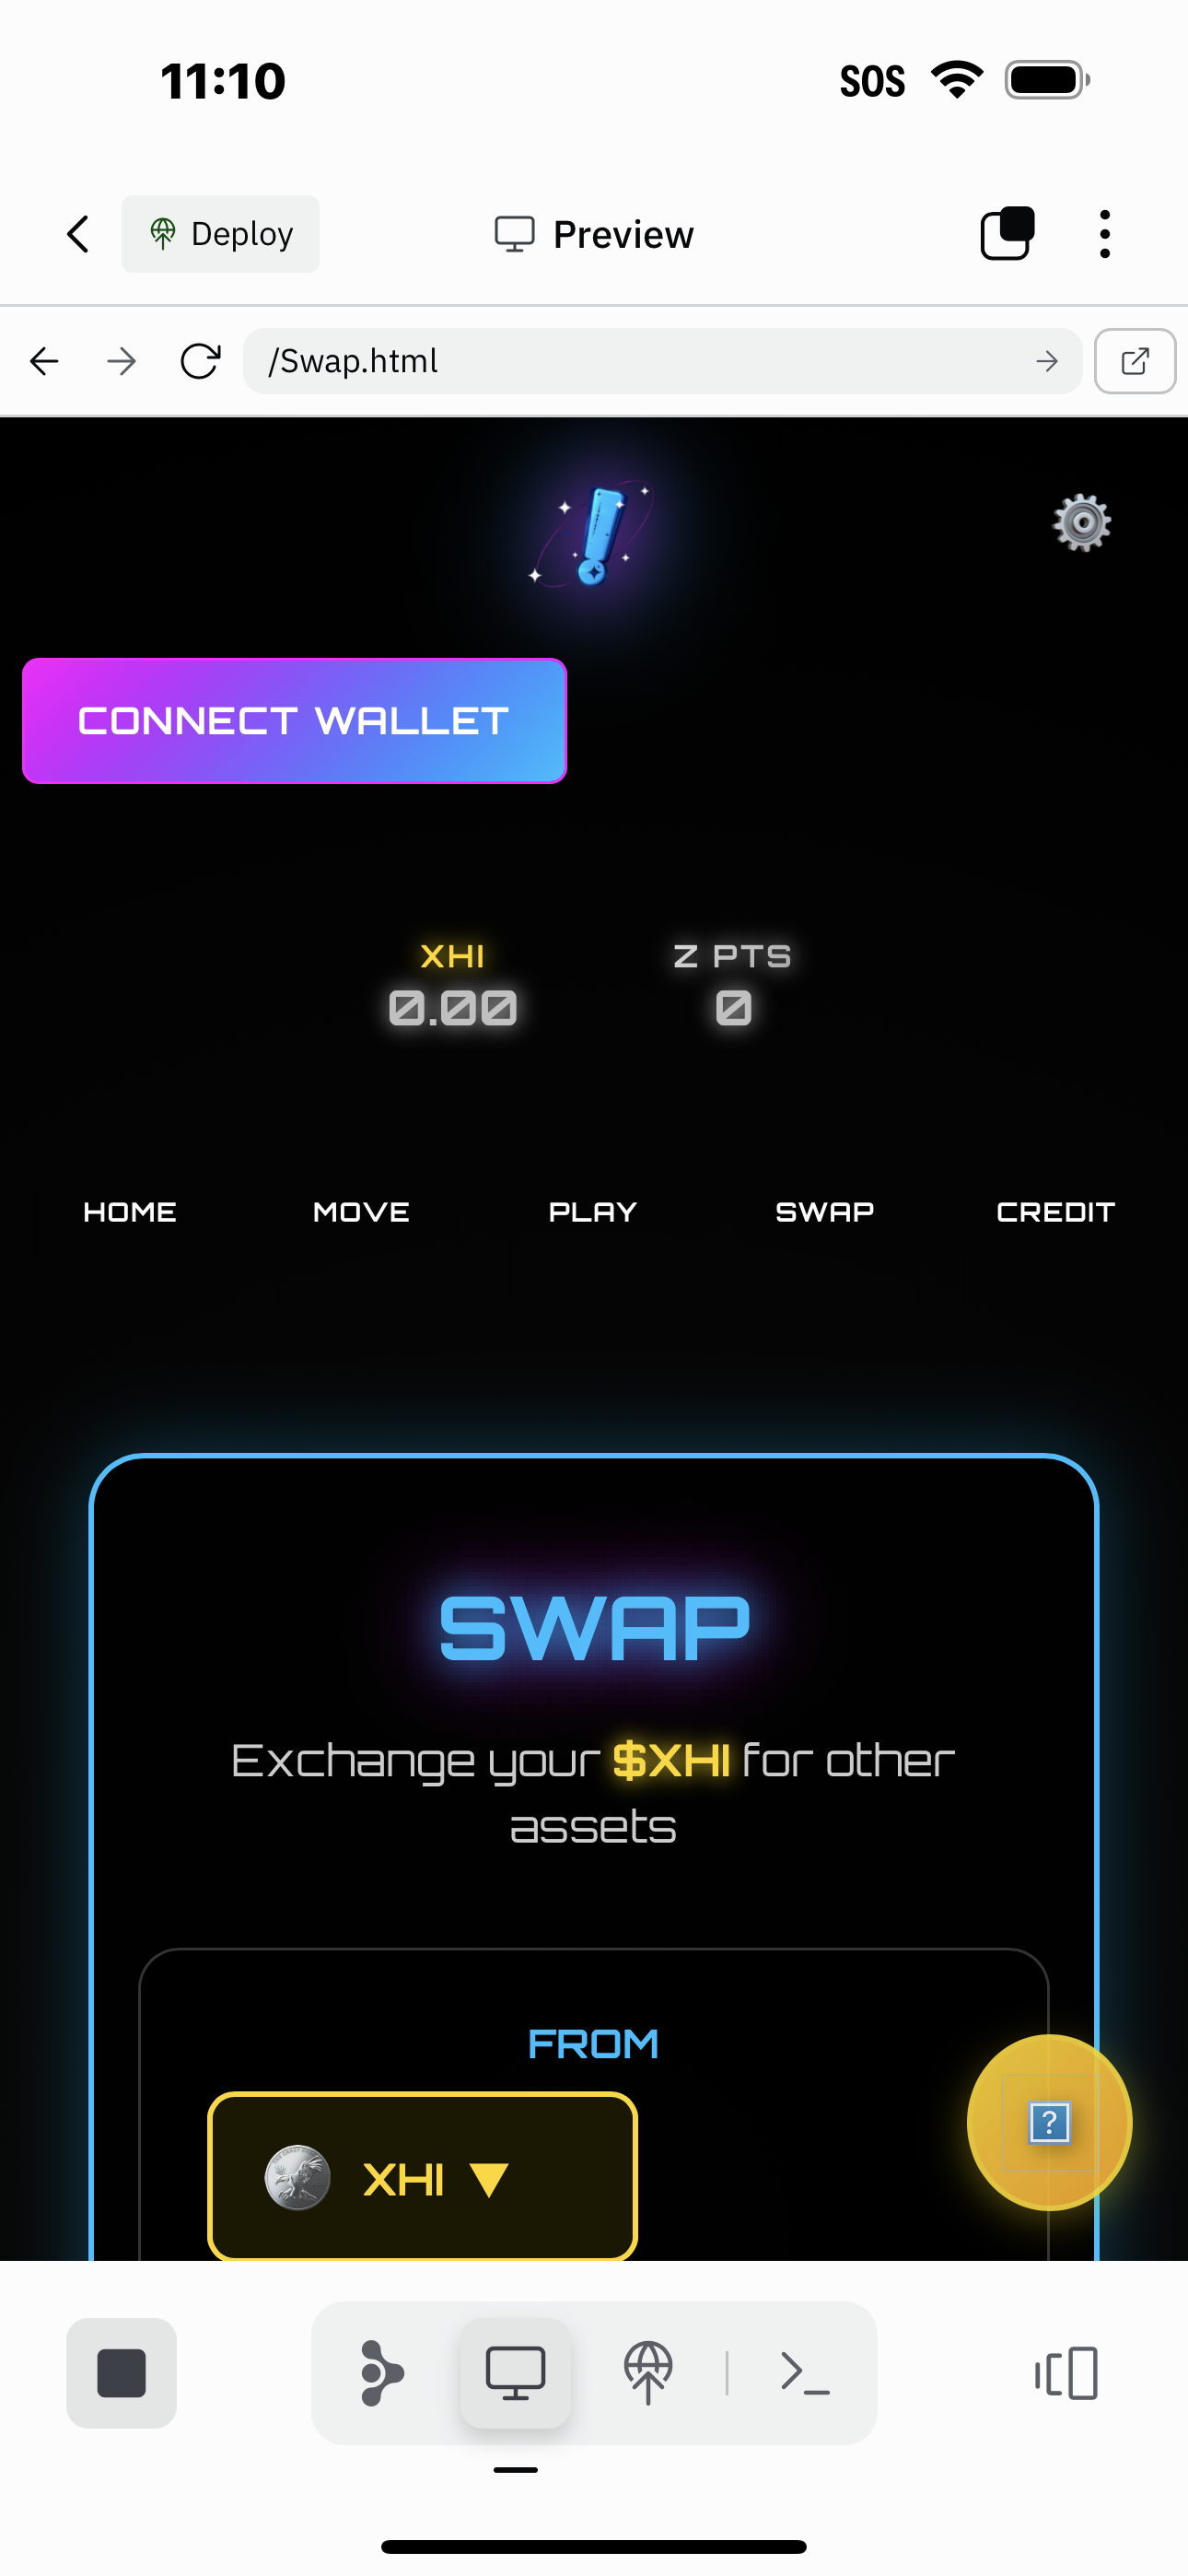 11:10
SOS
Deploy
Preview
/Swap.html
CONNECT WALLET
XHI
Z PTS
0.00
0
HOME
MOVE
PLAY
SWAP
CREDIT
SWAP
Exchange your $XHI for other
assets
FROM
XHI ▼
?